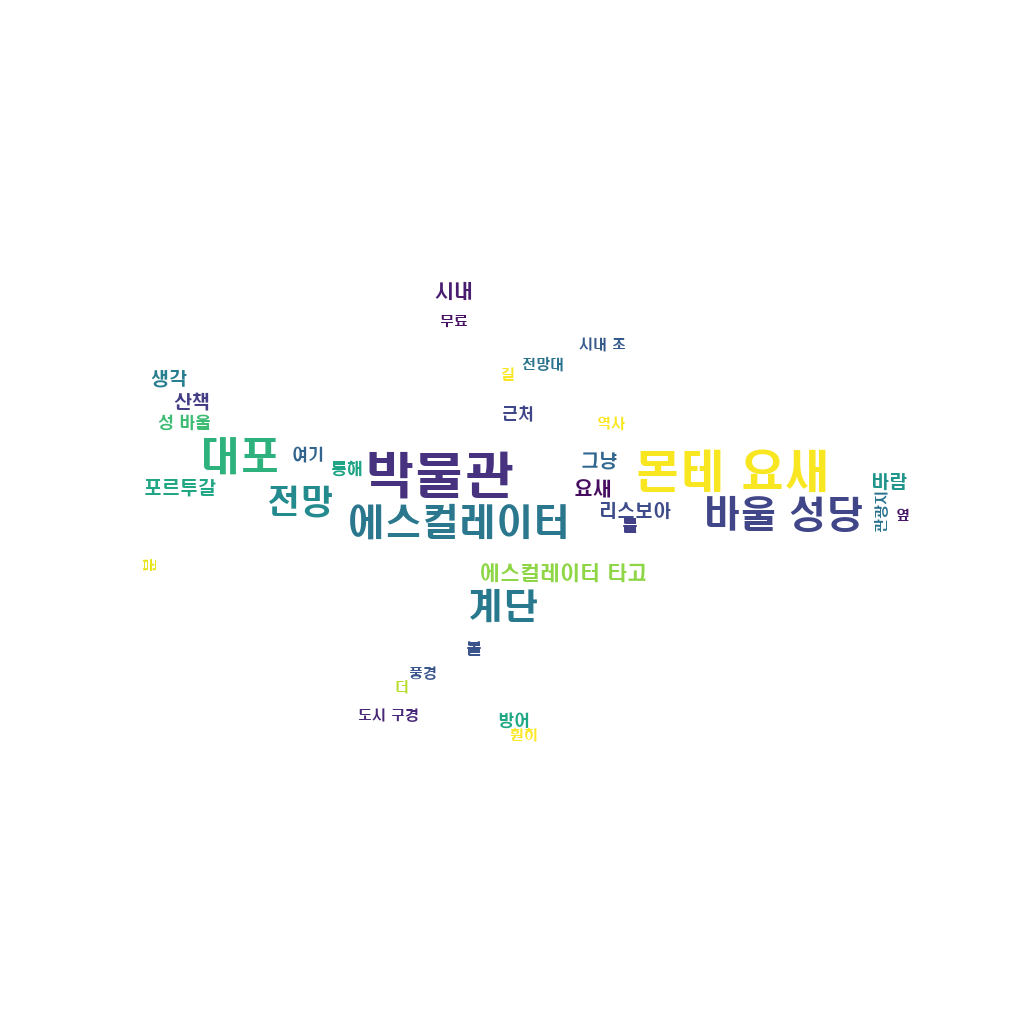 시내
무료
시내 조
전망대
길
생각
산책
근처
성 바울
역사
대포
여기
통해
박물관
그냥
몬테 요새
바람
포르투갈
전망
요새
리스보아
바울 성당
관광지
옆
에스컬레이터
에스컬레이터 타고
계단
볼
풍경
더
도시 구경
방어
훤히